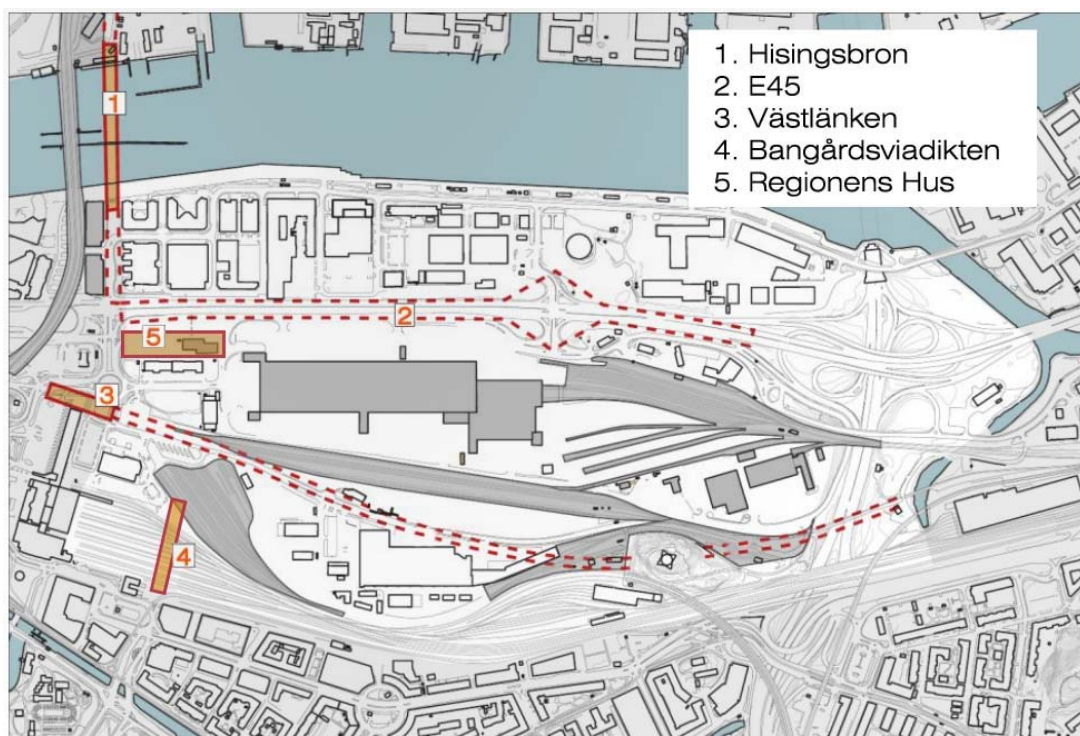 1. Hisingsbron
2. E45
3. Västlänken
4. Bangårdsviadikten
5. Regionens Hus
1
2
5
3
4